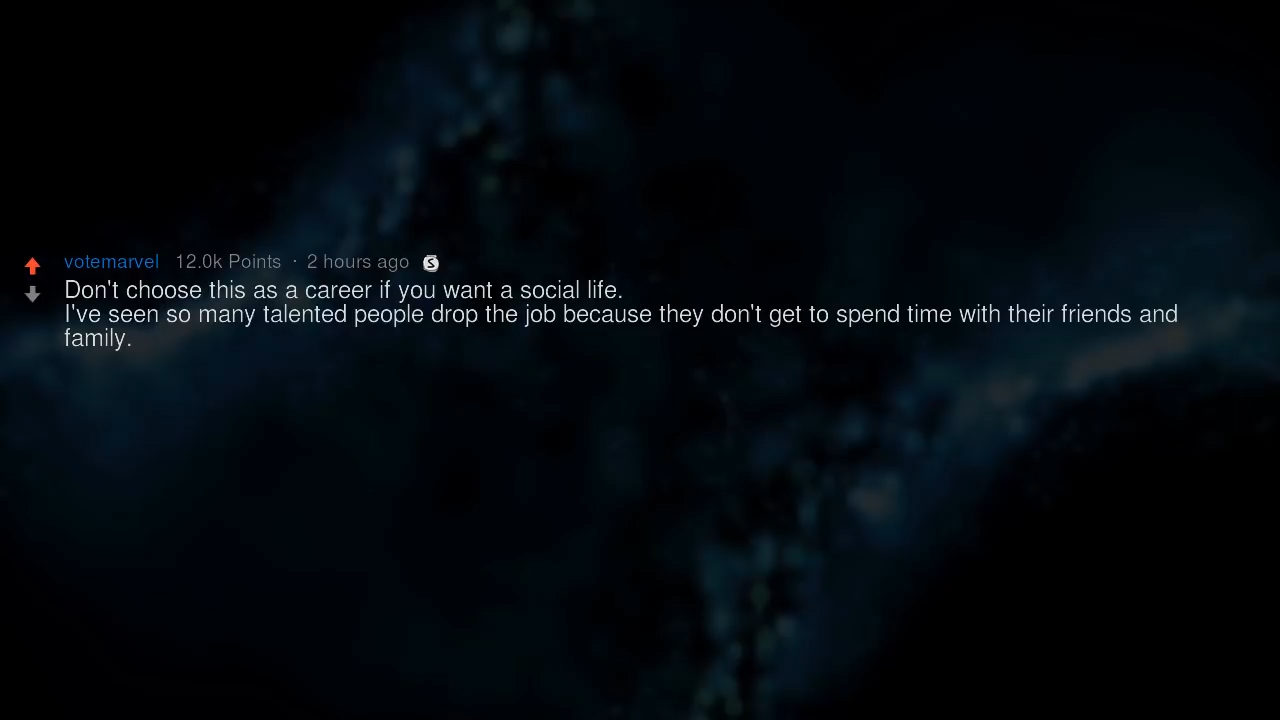 votemarvel 12.0k Points · 2 hours ago S
Don't choose this as a career if you want a social life.
I've seen so many talented people drop the job because they don't get to spend time with their friends and
family.